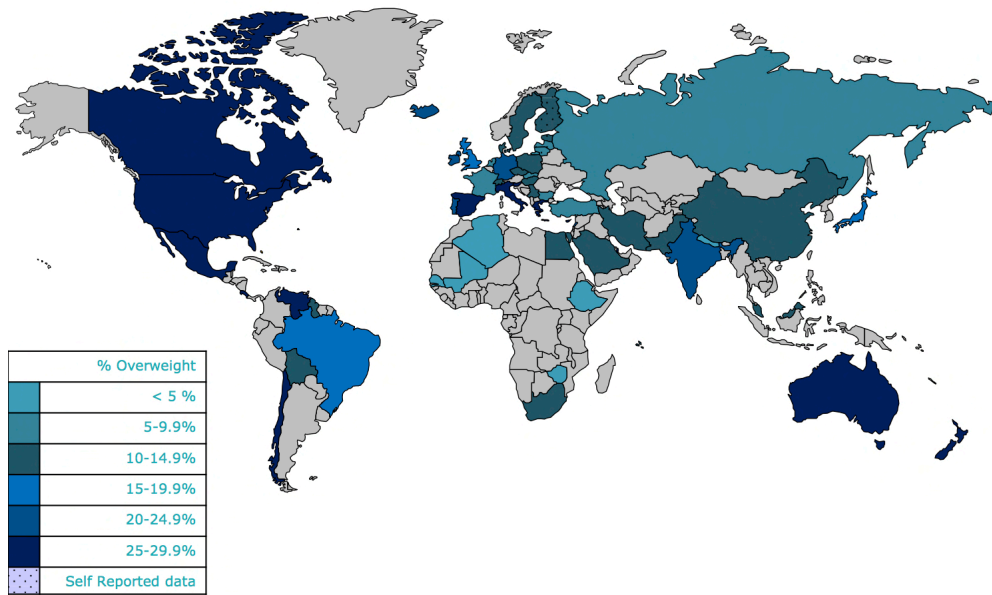 % Overweight
< 5 %
5-9.9%
10-14.9%
15-19.9%
20-24.9%
25-29.9%
Self Reported data